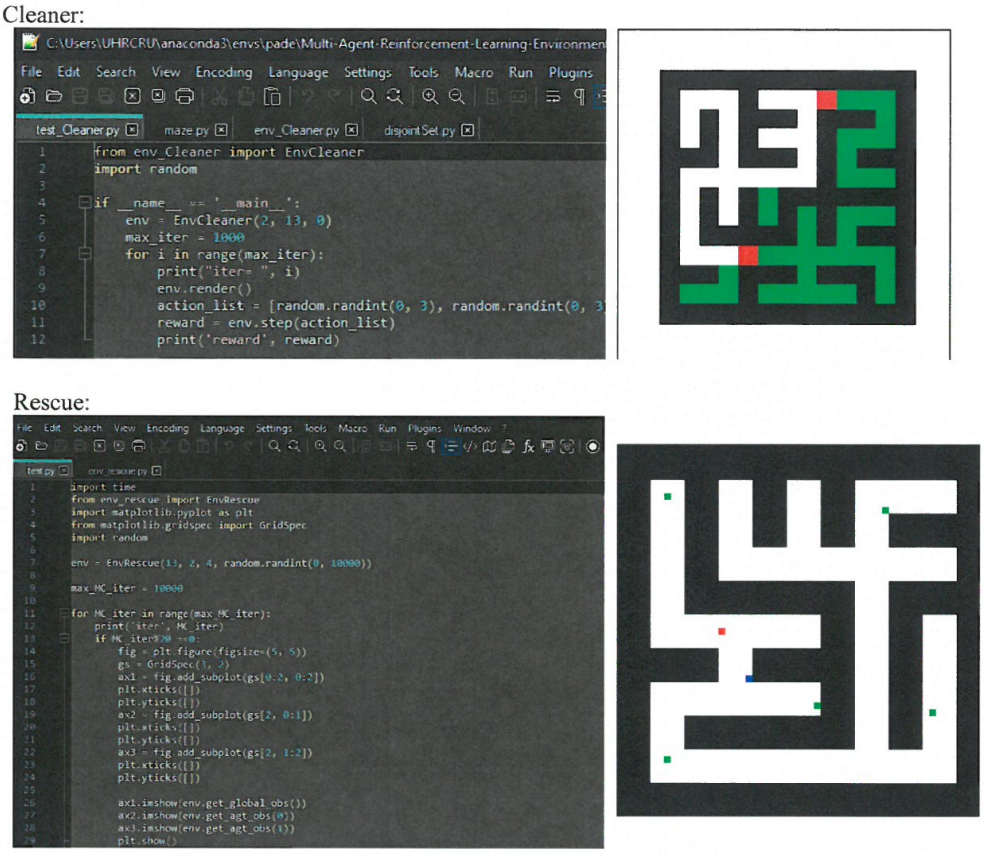 Cleaner:
C:\Users\UHRCRU\anaconda3\envs\pade\Multi-Agent-Reinforcement-Learning-Environmen
File Edit Search View Encoding Language Settings Tools Macro Run Plugins
test_Cleaner.py maze.py env_Cleaner.py disjointSet.py
1 from env_Cleaner import EnvCleaner
2 import random
3
4 if __name__ == '__main__':
5 env = EnvCleaner(2, 13, 0)
6 max_iter = 1000
7 for i in range(max_iter):
8 print("iter= ", i)
9 env.render()
10 action_list = [random.randint(0, 3), random.randint(0, 3)
11 reward = env.step(action_list)
12 print('reward', reward)
Rescue:
File Edit Search View Encoding Language Settings Tools Macro Run Plugins Window ?
test.py env_rescue.py
1 import time
2 from env_rescue import EnvRescue
3 import matplotlib.pyplot as plt
4 from matplotlib.gridspec import GridSpec
5 import random
6
7 env = EnvRescue(13, 2, 4, random.randint(0, 10000))
8
9 max_MC_iter = 10000
10
11 for MC_iter in range(max_MC_iter):
12 print('iter', MC_iter)
13 if MC_iter%20 ==0:
14 fig = plt.figure(figsize=(5, 5))
15 gs = GridSpec(3, 2)
16 ax1 = fig.add_subplot(gs[0:2, 0:2])
17 plt.xticks([])
18 plt.yticks([])
19 ax2 = fig.add_subplot(gs[2, 0:1])
20 plt.xticks([])
21 plt.yticks([])
22 ax3 = fig.add_subplot(gs[2, 1:2])
23 plt.xticks([])
24 plt.yticks([])
25
26 ax1.imshow(env.get_global_obs())
27 ax2.imshow(env.get_agt_obs(0))
28 ax3.imshow(env.get_agt_obs(1))
29 plt.show()